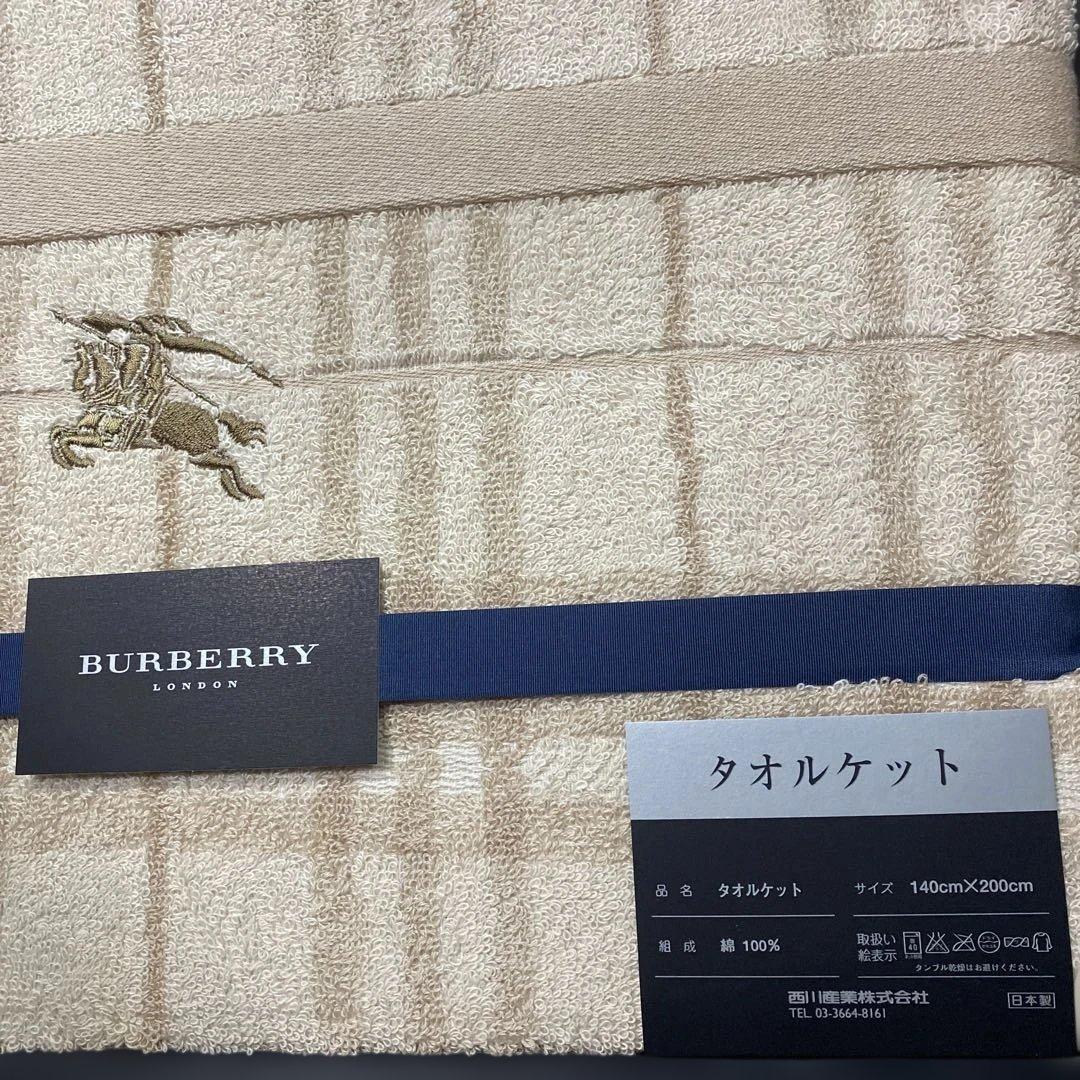 BURBERRY
LONDON
タオルケット
品名 タオルケット
サイズ 140cm×200cm
組成 綿100%
取扱い
絵表示
タンブル乾燥はお避けください。
西川産業株式会社
TEL 03-3664-8161
日本製